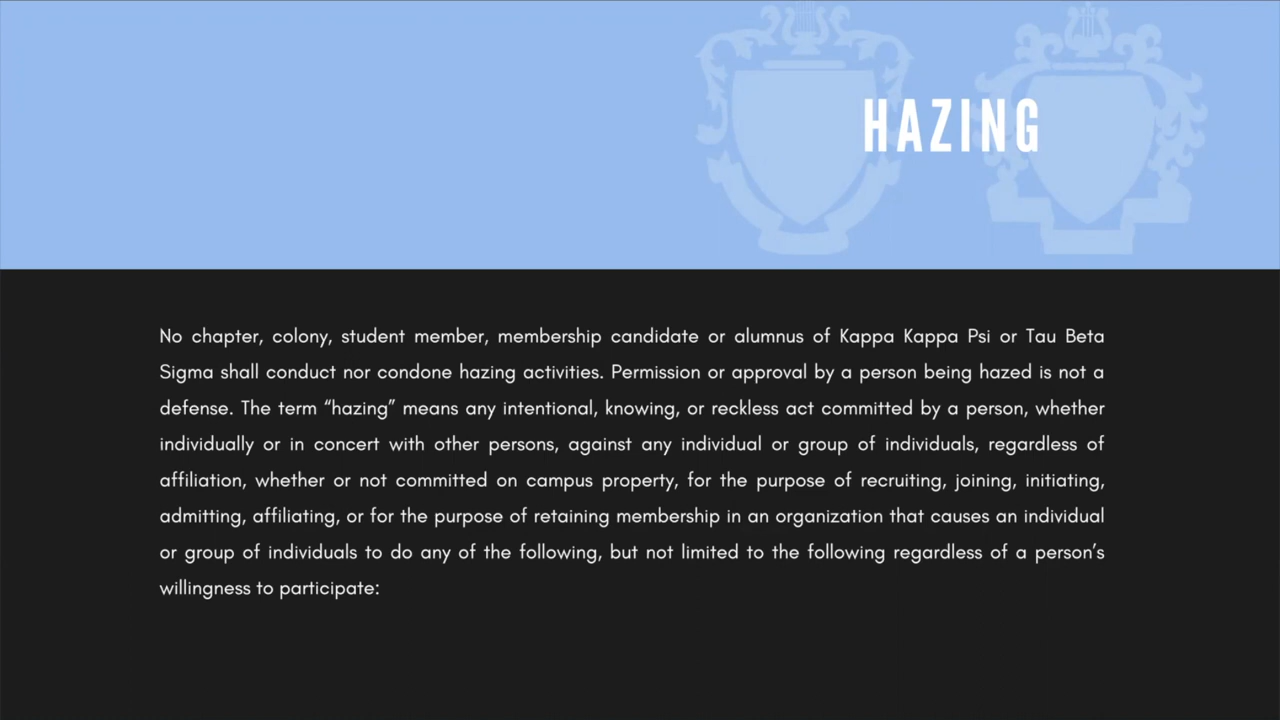 HAZING
No chapter, colony, student member, membership candidate or alumnus of Kappa Kappa Psi or Tau Beta
Sigma shall conduct nor condone hazing activities. Permission or approval by a person being hazed is not a
defense. The term “hazing” means any intentional, knowing, or reckless act committed by a person, whether
individually or in concert with other persons, against any individual or group of individuals, regardless of
affiliation, whether or not committed on campus property, for the purpose of recruiting, joining, initiating,
admitting, affiliating, or for the purpose of retaining membership in an organization that causes an individual
or group of individuals to do any of the following, but not limited to the following regardless of a person’s
willingness to participate: